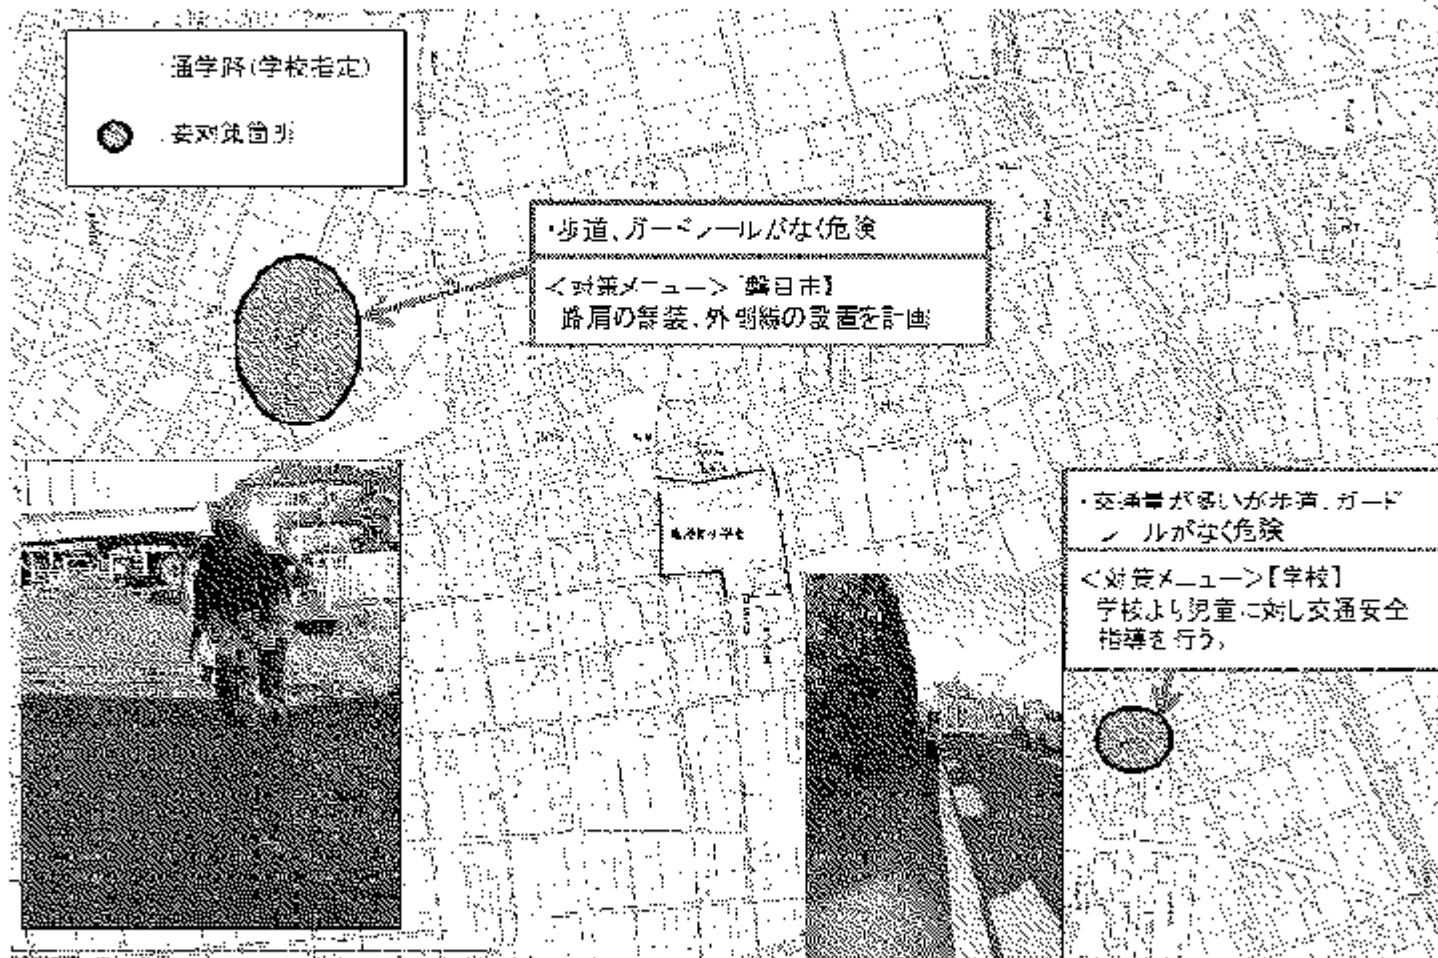 ：通学路(学校指定)
：要対策箇所
・歩道、ガードレールがなく危険
＜対策メニュー＞【磐田市】
路肩の舗装、外側線の設置を計画
・交通量が多いが歩道、ガード
レールがなく危険
＜対策メニュー＞【学校】
学校より児童に対し交通安全
指導を行う。